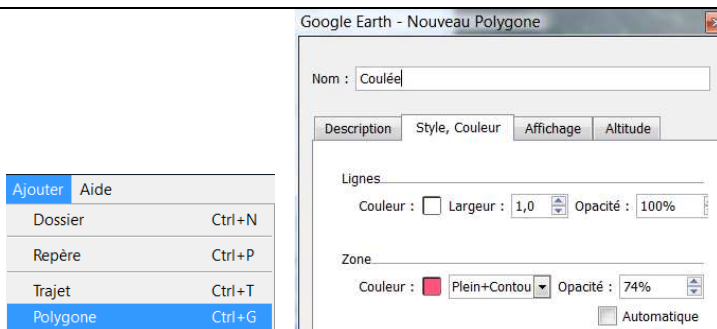 Google Earth - Nouveau Polygone
Nom : Coulée
Description Style, Couleur Affichage Altitude
Lignes
Couleur : Largeur : 1,0 Opacité : 100%
Zone
Couleur : Plein+Contou Opacité : 74%
Automatique
Ajouter Aide
Dossier Ctrl+N
Repère Ctrl+P
Trajet Ctrl+T
Polygone Ctrl+G